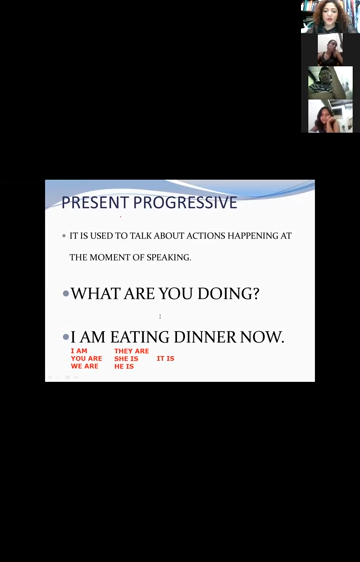 PRESENT PROGRESSIVE
IT IS USED TO TALK ABOUT ACTIONS HAPPENING AT
THE MOMENT OF SPEAKING.
WHAT ARE YOU DOING?
I AM EATING DINNER NOW.
I AM THEY ARE
YOU ARE SHE IS IT IS
WE ARE HE IS